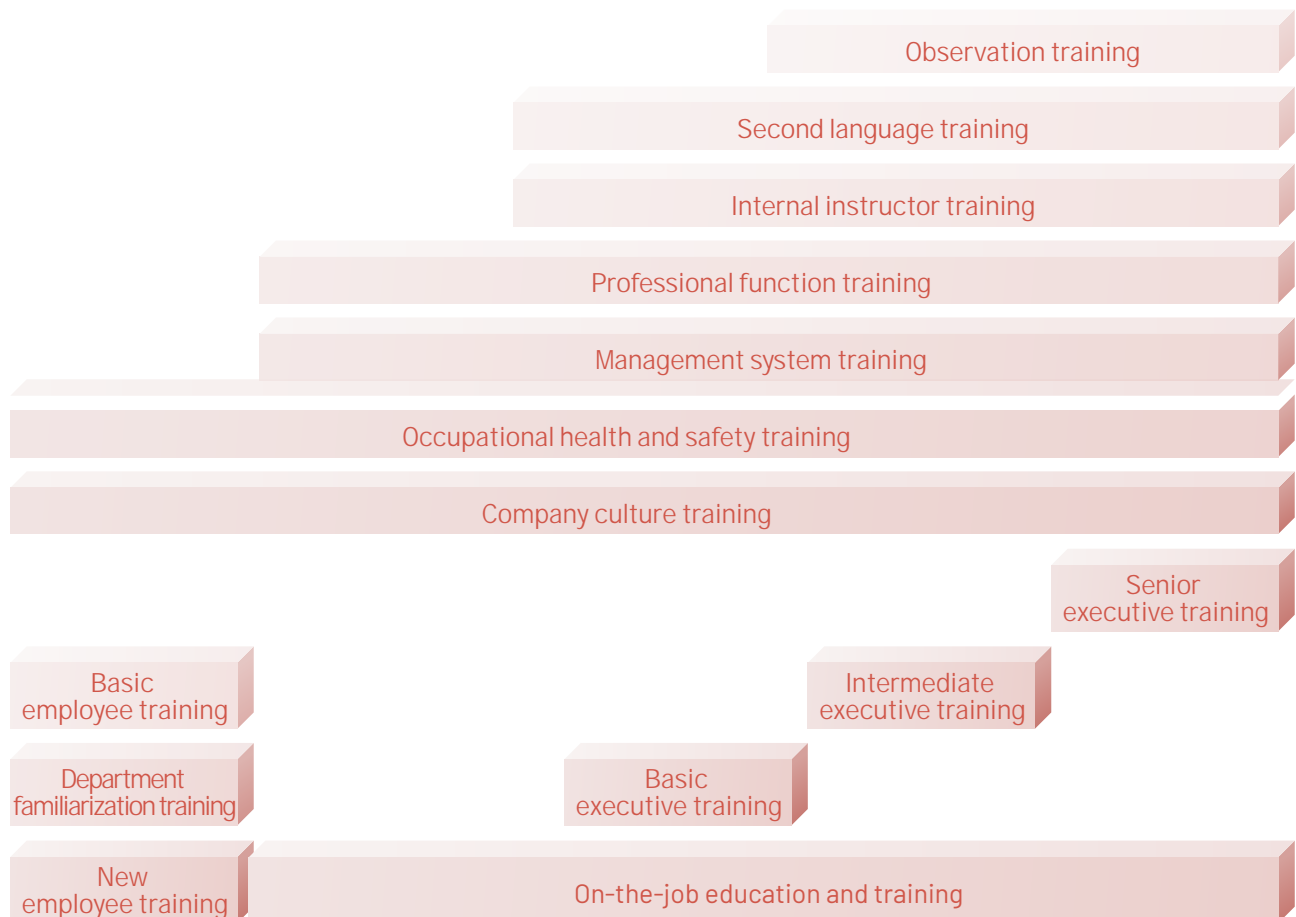 Observation training
Second language training
Internal instructor training
Professional function training
Management system training
Occupational health and safety training
Company culture training
Senior
executive training
Basic
employee training
Intermediate
executive training
Department
familiarization training
Basic
executive training
New
employee training
On-the-job education and training